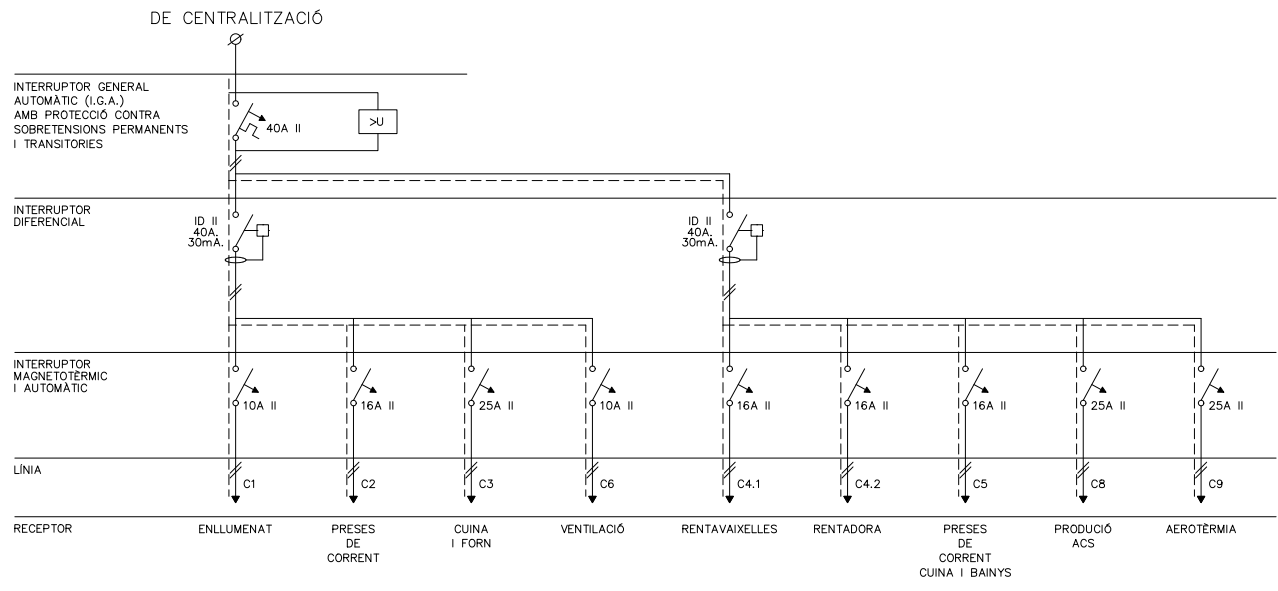 DE CENTRALITZACIÓ
INTERRUPTOR GENERAL
AUTOMÀTIC (I.G.A.)
AMB PROTECCIÓ CONTRA
SOBRETENSIONS PERMANENTS
I TRANSITORIES
40A II
>U
INTERRUPTOR
DIFERENCIAL
ID II
40A.
30mA.
ID II
40A.
30mA.
INTERRUPTOR
MAGNETOTÈRMIC
I AUTOMÀTIC
10A II
16A II
25A II
10A II
16A II
16A II
16A II
25A II
25A II
LÍNIA
C1
C2
C3
C6
C4.1
C4.2
C5
C8
C9
RECEPTOR
ENLLUMENAT
PRESES
DE
CORRENT
CUINA
I FORN
VENTILACIÓ
RENTAVAIXELLES
RENTADORA
PRESES
DE
CORRENT
CUINA I BAINYS
PRODUCIÓ
ACS
AEROTÈRMIA